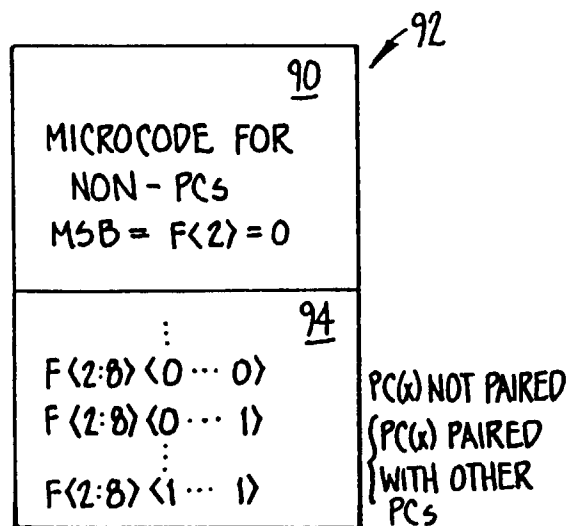 92
90
MICROCODE FOR
NON-PCs
MSB = F<2> = 0
94
⋮
F<2:8><0 ··· 0>
PC(x) NOT PAIRED
F<2:8><0 ··· 1>
{PC(x) PAIRED
⋮
WITH OTHER
F<2:8><1 ··· 1>
PCs